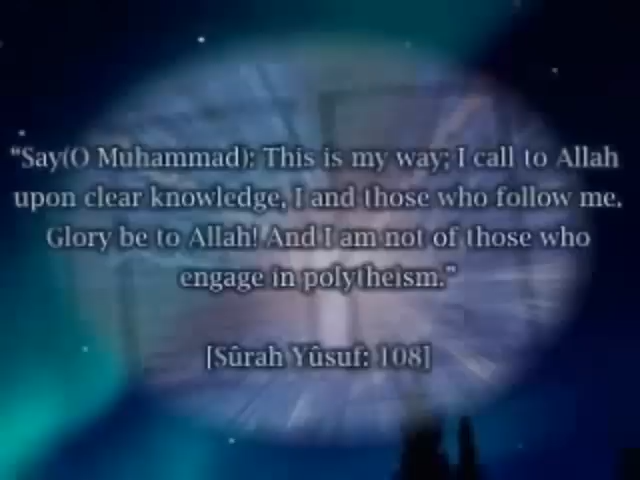 "Say(O Muhammad): This is my way; I call to Allah
upon clear knowledge, I and those who follow me.
Glory be to Allah! And I am not of those who
engage in polytheism."
[Sûrah Yûsuf: 108]